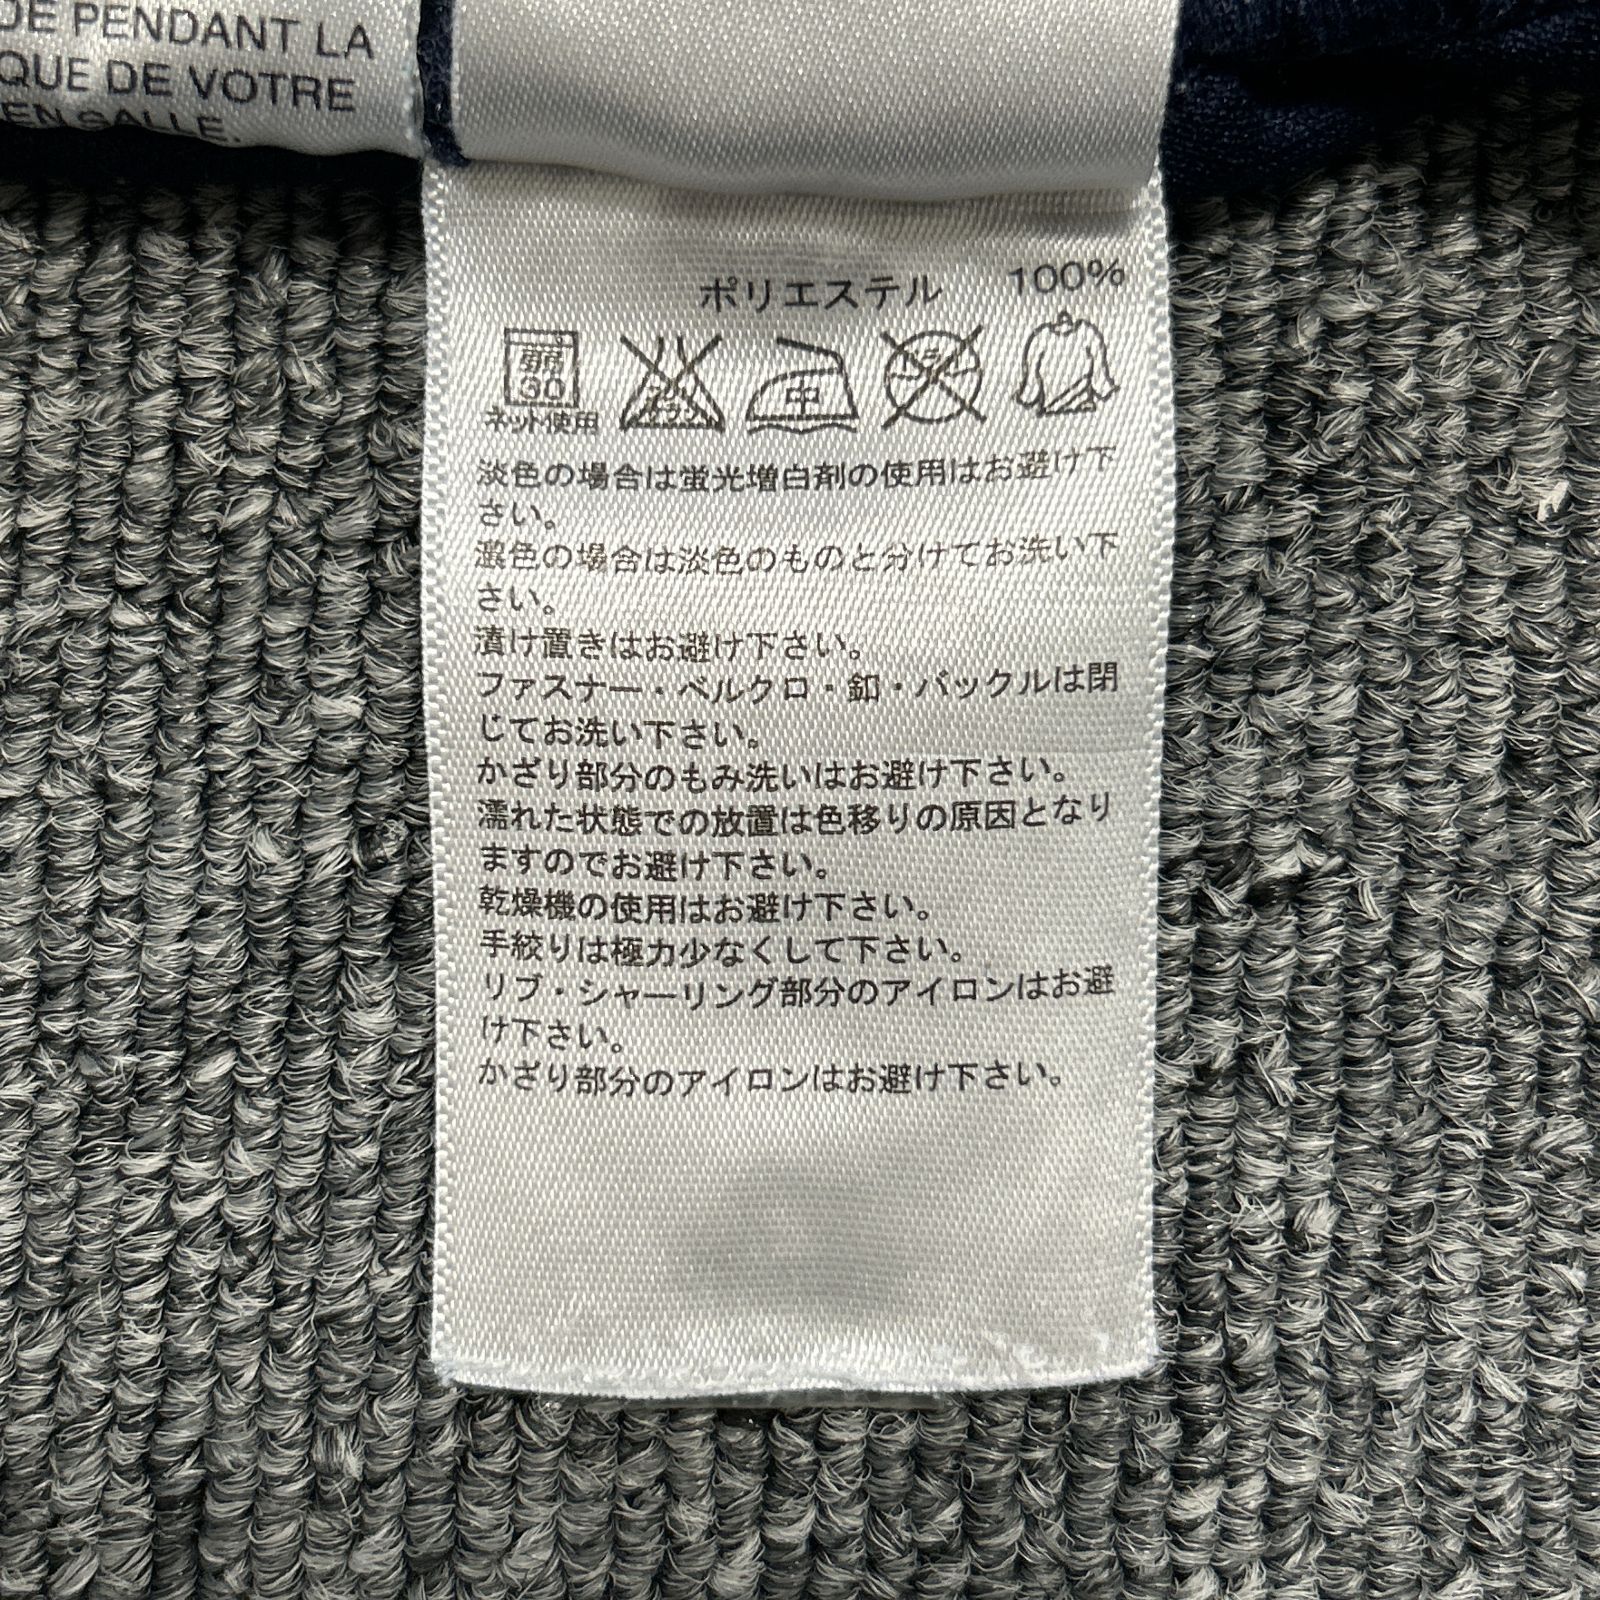 DE PENDANT LA
QUE DE VOTRE
EN SALLE.
ポリエステル 100%
弱
30
ネット使用
エンソ
サラシ
中
ドライ
淡色の場合は蛍光増白剤の使用はお避け下
さい。
濃色の場合は淡色のものと分けてお洗い下
さい。
漬け置きはお避け下さい。
ファスナー・ベルクロ・釦・バックルは閉
じてお洗い下さい。
かざり部分のもみ洗いはお避け下さい。
濡れた状態での放置は色移りの原因となり
ますのでお避け下さい。
乾燥機の使用はお避け下さい。
手絞りは極力少なくして下さい。
リブ・シャーリング部分のアイロンはお避
け下さい。
かざり部分のアイロンはお避け下さい。